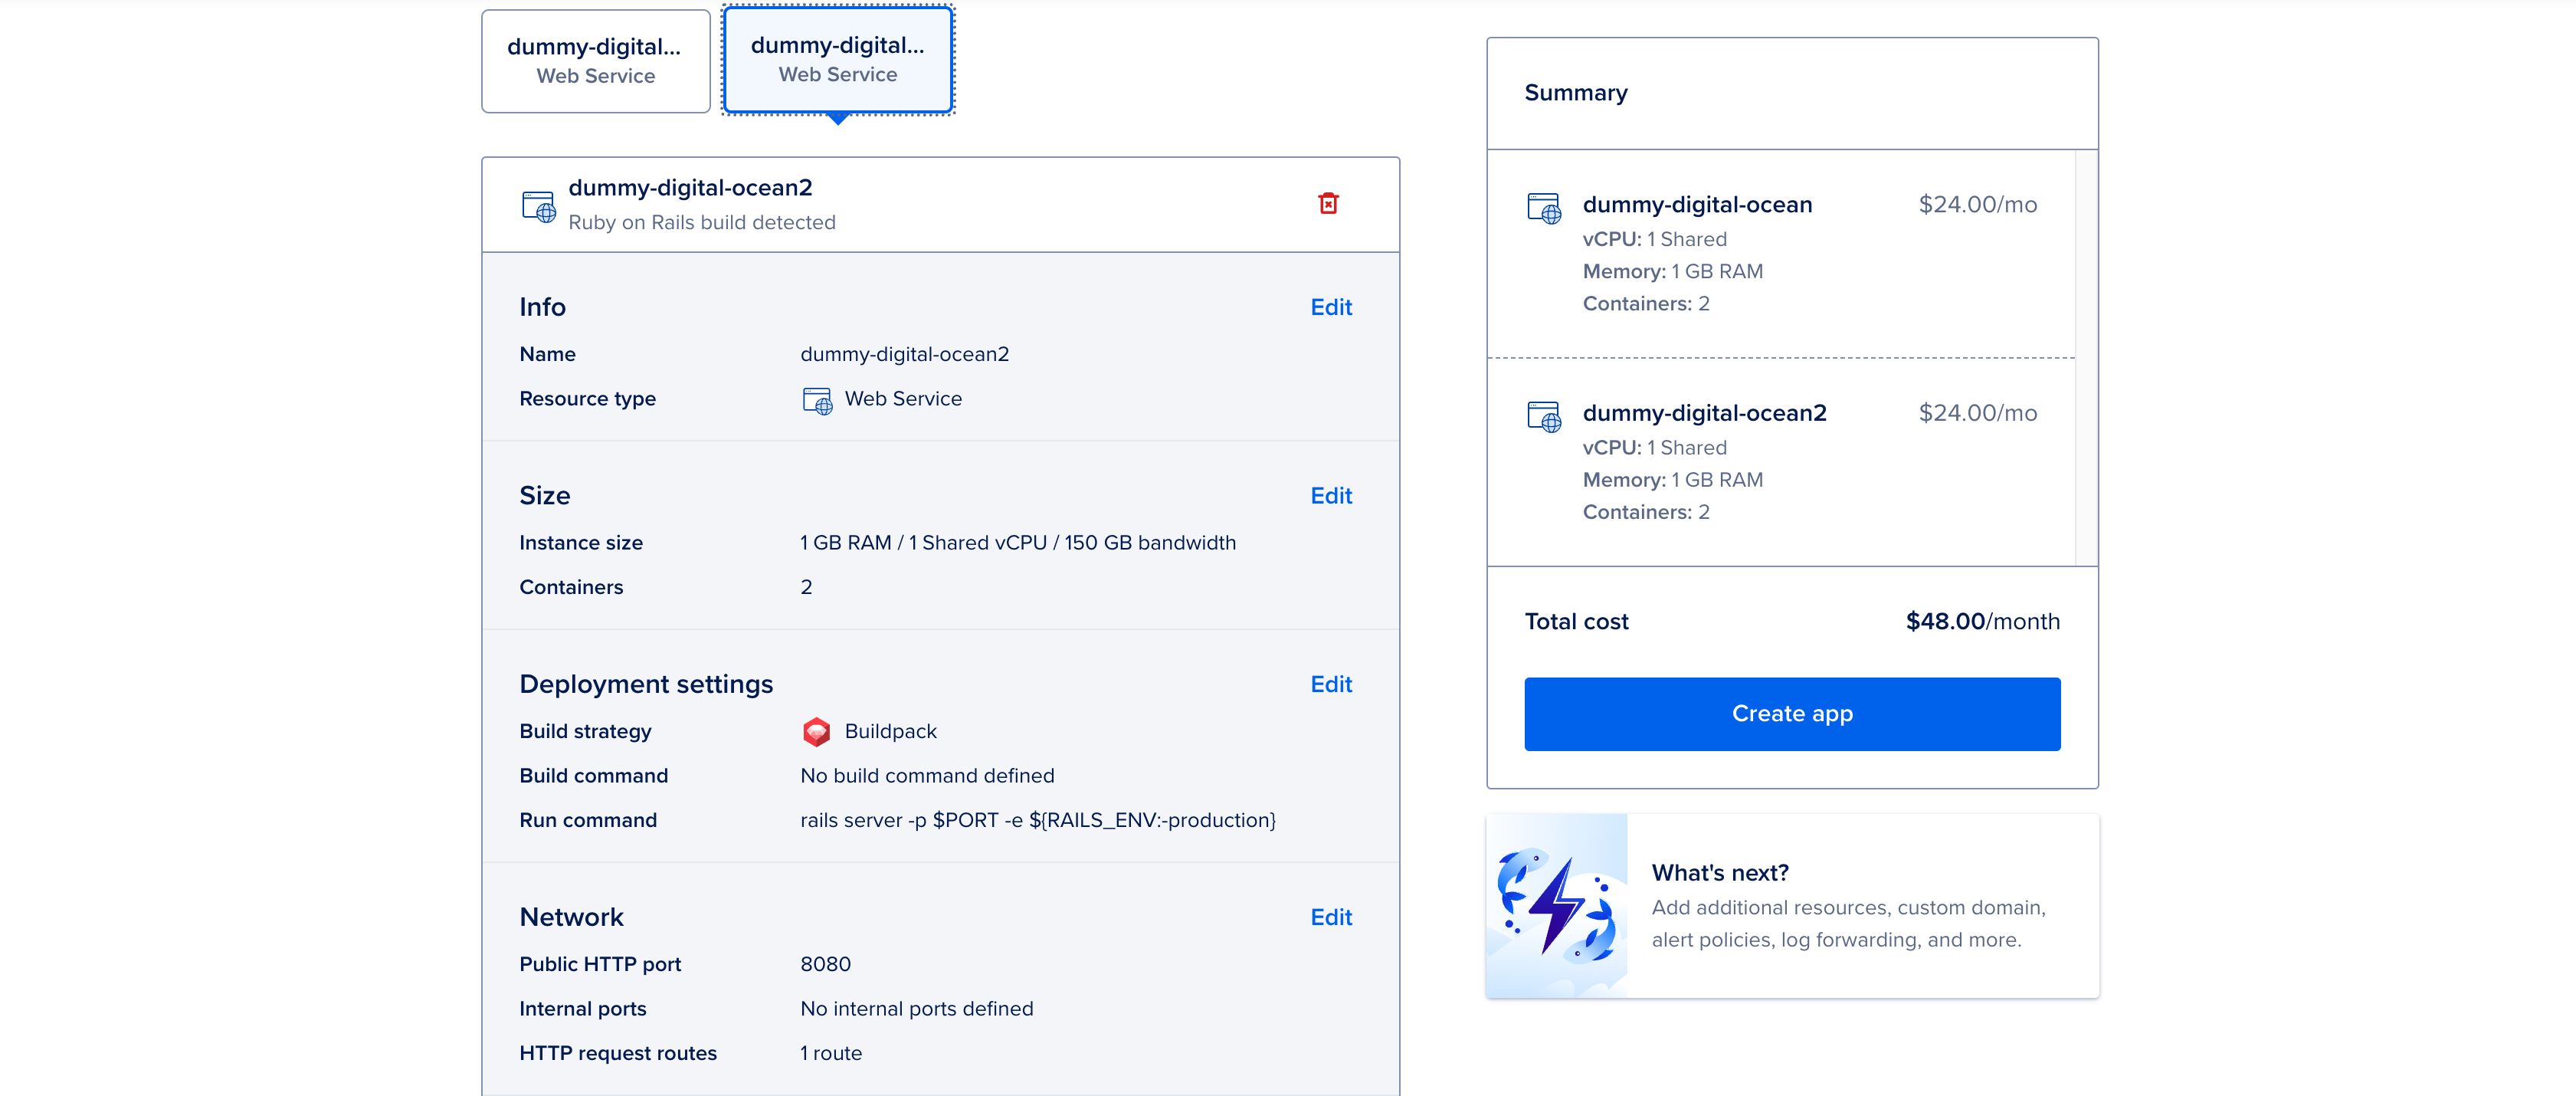 dummy-digital...
Web Service
dummy-digital...
Web Service
dummy-digital-ocean2
Ruby on Rails build detected
Info
Edit
Name
dummy-digital-ocean2
Resource type
Web Service
Size
Edit
Instance size
1 GB RAM / 1 Shared vCPU / 150 GB bandwidth
Containers
2
Deployment settings
Edit
Build strategy
Buildpack
Build command
No build command defined
Run command
rails server -p $PORT -e ${RAILS_ENV:-production}
Network
Edit
Public HTTP port
8080
Internal ports
No internal ports defined
HTTP request routes
1 route
Summary
dummy-digital-ocean
$24.00/mo
vCPU: 1 Shared
Memory: 1 GB RAM
Containers: 2
dummy-digital-ocean2
$24.00/mo
vCPU: 1 Shared
Memory: 1 GB RAM
Containers: 2
Total cost
$48.00/month
Create app
What's next?
Add additional resources, custom domain,
alert policies, log forwarding, and more.